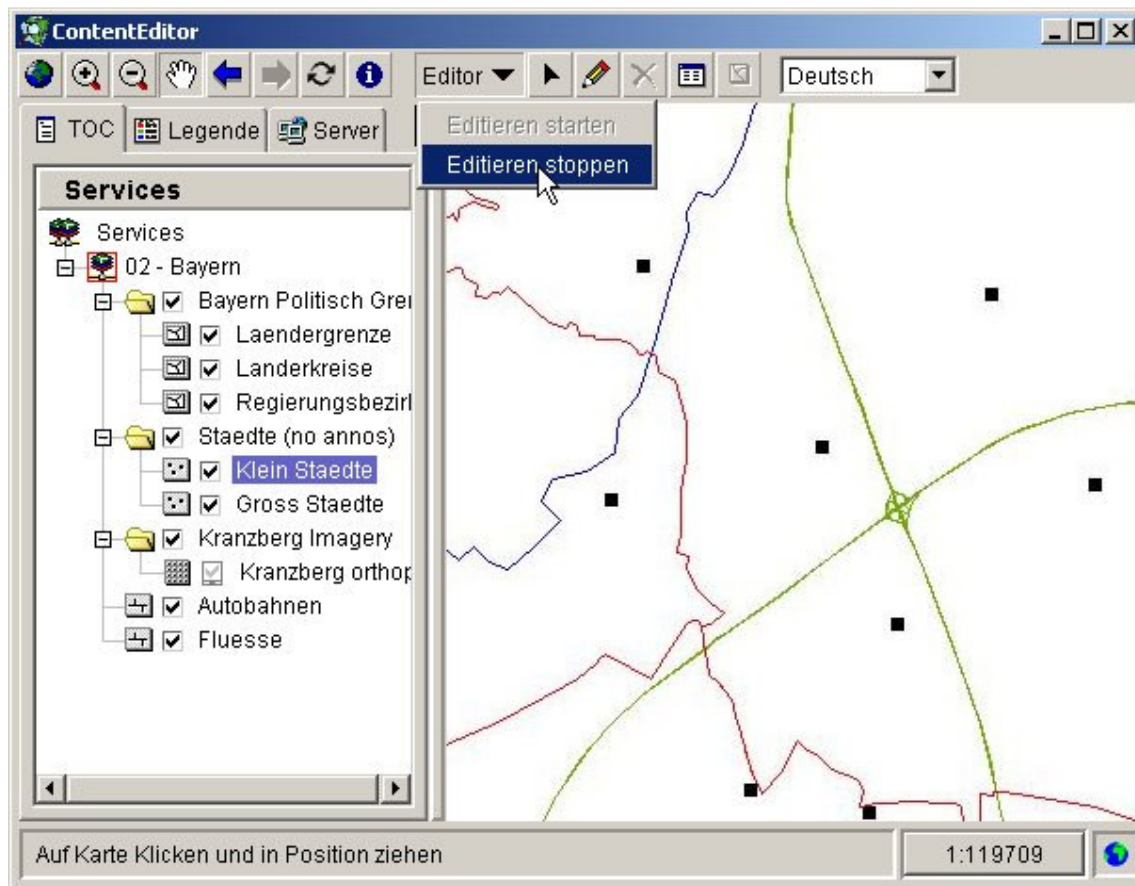 ContentEditor
Editor
Deutsch
TOC
Legende
Server
Editieren starten
Editieren stoppen
Services
Services
02 - Bayern
Bayern Politisch Gre
Laendergrenze
Landerkreise
Regierungsbezir
Staedte (no annos)
Klein Staedte
Gross Staedte
Kranzberg Imagery
Kranzberg orthop
Autobahnen
Fluesse
Auf Karte Klicken und in Position ziehen
1:119709